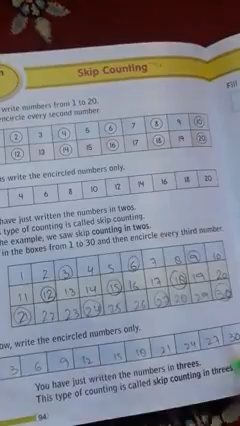 Skip Counting
write numbers from 1 to 20.
encircle every second number.
2 3 4 5 6 7 8 9 10
12 13 14 15 16 17 18 19 20
write the encircled numbers only.
4 6 8 10 12 14 16 18 20
have just written the numbers in twos.
type of counting is called skip counting.
the example, we saw skip counting in twos.
in the boxes from 1 to 30 and then encircle every third number.
1 2 3 4 5 6 7 8 9 10
11 12 13 14 15 16 17 18 19 20
21 22 23 24 25 26 27 28 29 30
ow, write the encircled numbers only.
3 6 9 12 15 21 24 27 30
You have just written the numbers in threes.
This type of counting is called skip counting in threes
94
Fill